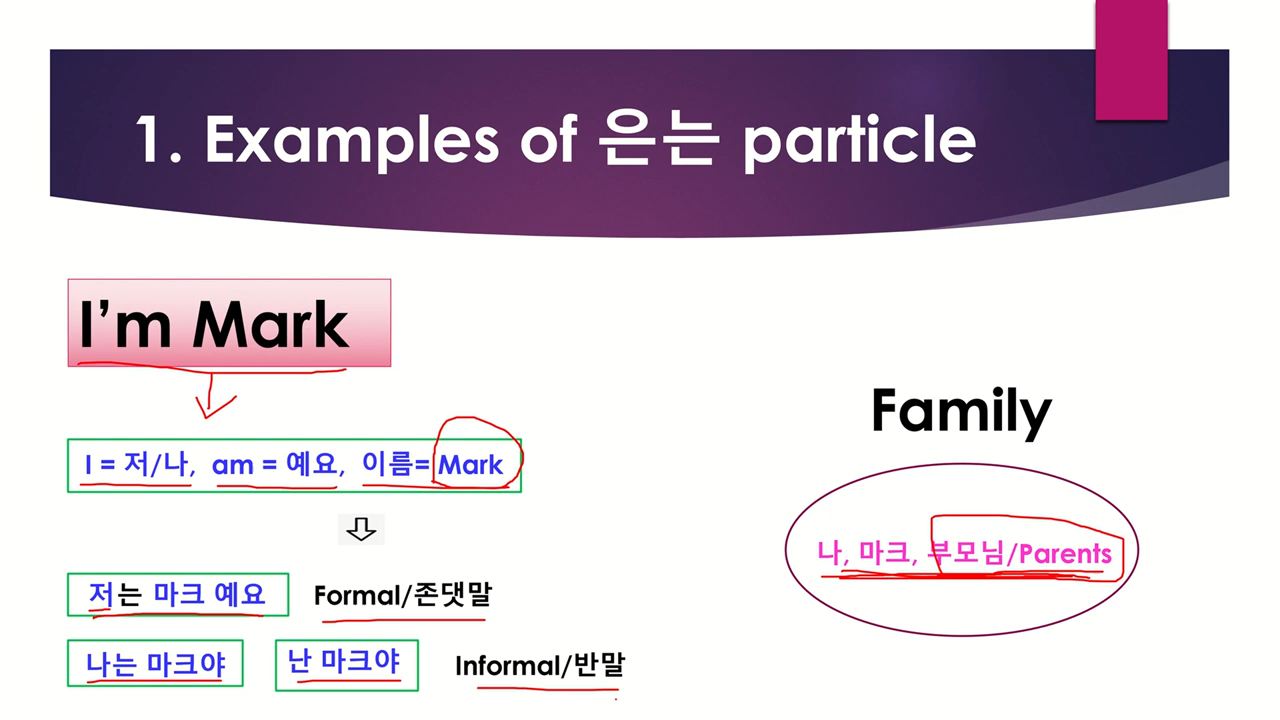 1. Examples of 은는 particle
I'm Mark
I = 저/나, am = 예요, 이름= Mark
저는 마크 예요 Formal/존댓말
나는 마크야 난 마크야 Informal/반말
Family
나, 마크, 부모님/Parents